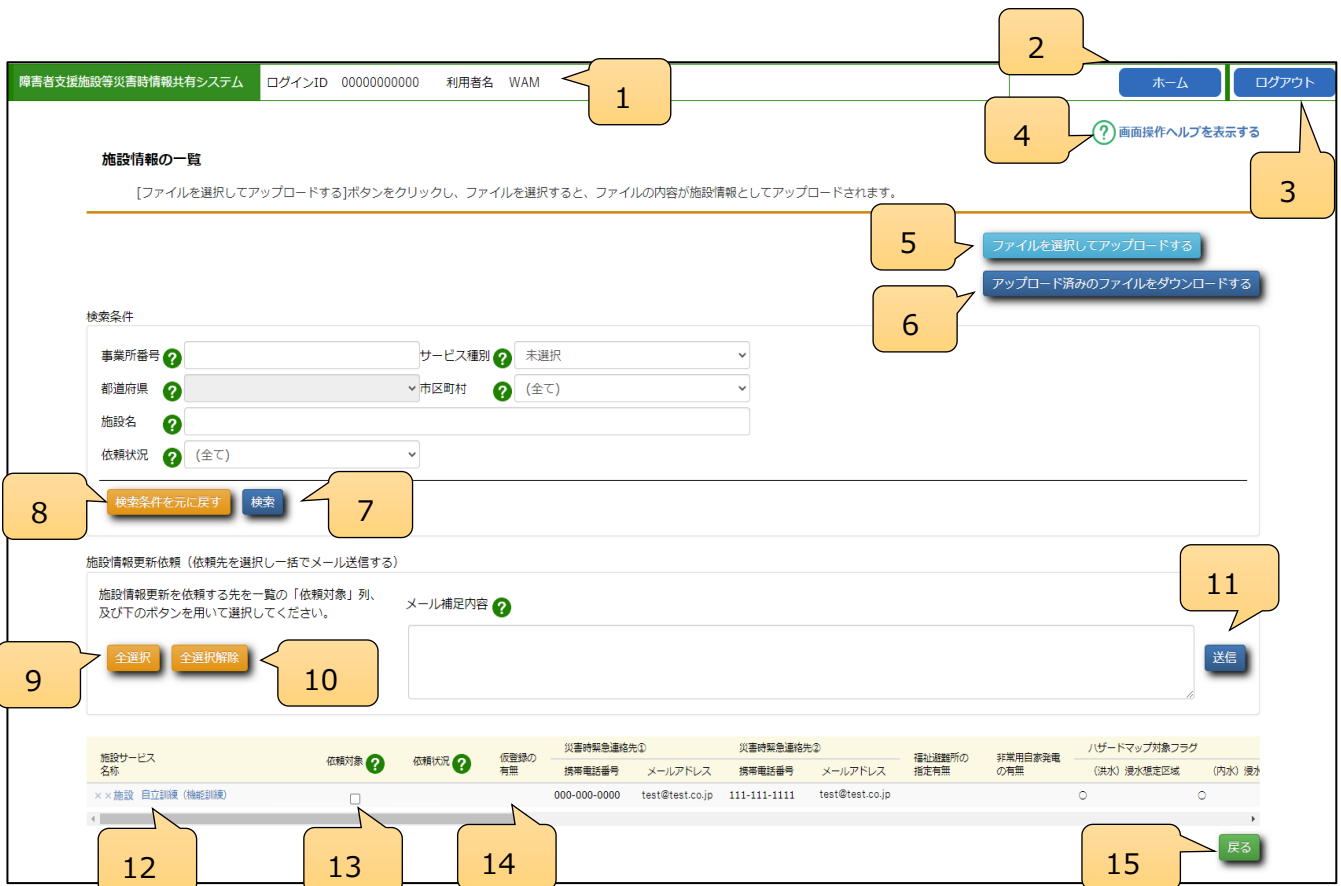 2
障害者支援施設等災害時情報共有システム ログインID 00000000000 利用者名 WAM ホーム ログアウト
1
4 画面操作ヘルプを表示する
施設情報の一覧
3
[ファイルを選択してアップロードする]ボタンをクリックし、ファイルを選択すると、ファイルの内容が施設情報としてアップロードされます。
5 ファイルを選択してアップロードする
アップロード済みのファイルをダウンロードする
6
検索条件
事業所番号 ? サービス種別 ? 未選択
都道府県 ? 市区町村 ? (全て)
施設名 ?
依頼状況 ? (全て)
8 検索条件を元に戻す 検索 7
施設情報更新依頼(依頼先を選択し一括でメール送信する)
11
施設情報更新を依頼する先を一覧の「依頼対象」列、
及び下のボタンを用いて選択してください。
メール補足内容 ?
9 全選択 全選択解除 10 送信
施設サービス
名称
依頼対象 ? 依頼状況 ? 仮登録の
有無
災害時緊急連絡先① 災害時緊急連絡先② 福祉避難所の
指定有無
非常用自家発電
の有無
ハザードマップ対象フラグ
携帯電話番号 メールアドレス 携帯電話番号 メールアドレス (洪水)浸水想定区域 (内水)浸水
××施設 自立訓練(機能訓練) 000-000-0000 test@test.co.jp 111-111-1111 test@test.co.jp ○ ○
12 13 14 15 戻る